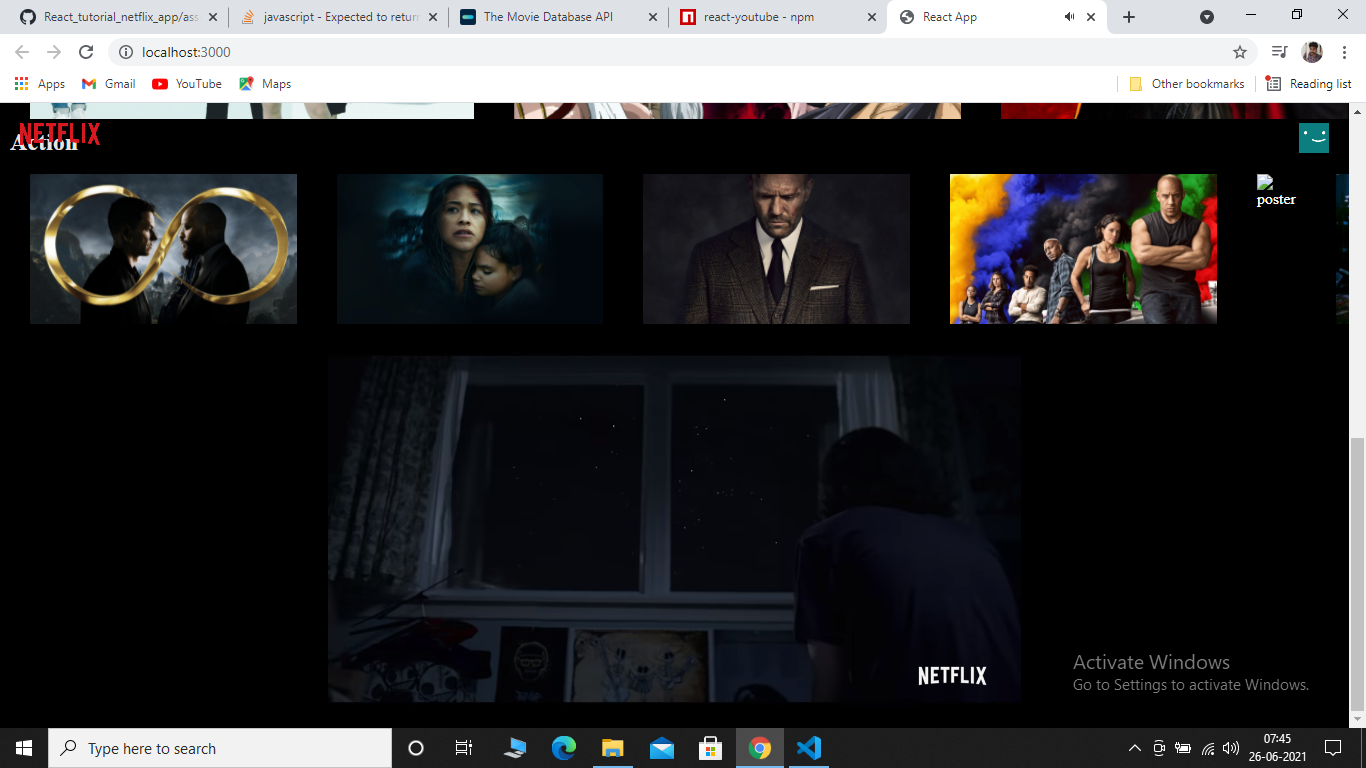 React_tutorial_netflix_app/ass
javascript - Expected to return
The Movie Database API
react-youtube - npm
React App
localhost:3000
Apps
Gmail
YouTube
Maps
Other bookmarks
Reading list
NETFLIX
Action
poster
NETFLIX
Activate Windows
Go to Settings to activate Windows.
Type here to search
07:45
26-06-2021